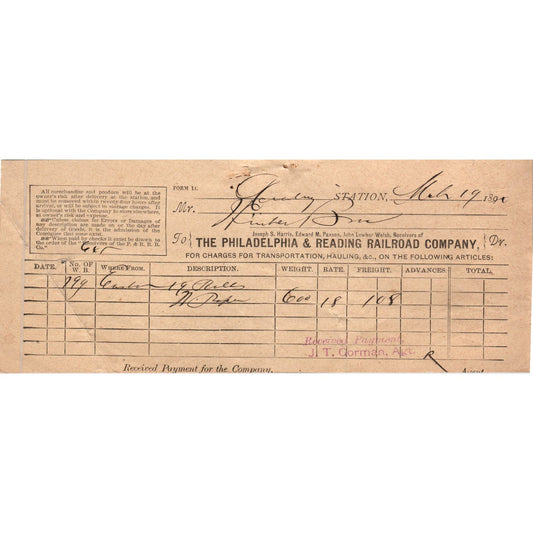 All merchandise and produce will be at the
owner's risk after delivery at the station, and
must be removed within twenty-four hours after
arrival, or will be subject to storage charges. It
is optional with the Company to store elsewhere,
at owner's risk and expense.
Unless claims for Errors or Damages of
any description are made on or the day after
delivery of Goods, it is the admission of the
consignee that none exist.
When paid by checks it must be drawn to
the order of the "Receivers of P. & R. R. R.
Co."
FORM 11.
STATION, Mch 19 189
Mr.
Joseph S. Harris, Edward M. Paxson, John Lowber Welsh, Receivers of
To THE PHILADELPHIA & READING RAILROAD COMPANY, Dr.
FOR CHARGES FOR TRANSPORTATION, HAULING, &c., ON THE FOLLOWING ARTICLES:
DATE. No. OF W. B. WHERE FROM. DESCRIPTION. WEIGHT. RATE. FREIGHT. ADVANCES. TOTAL,
799 Easton 19 Rolls
W Paper 600 18 108
Received Payment,
J. T. Gorman, Agt.
R
Received Payment for the Company,
Agent.